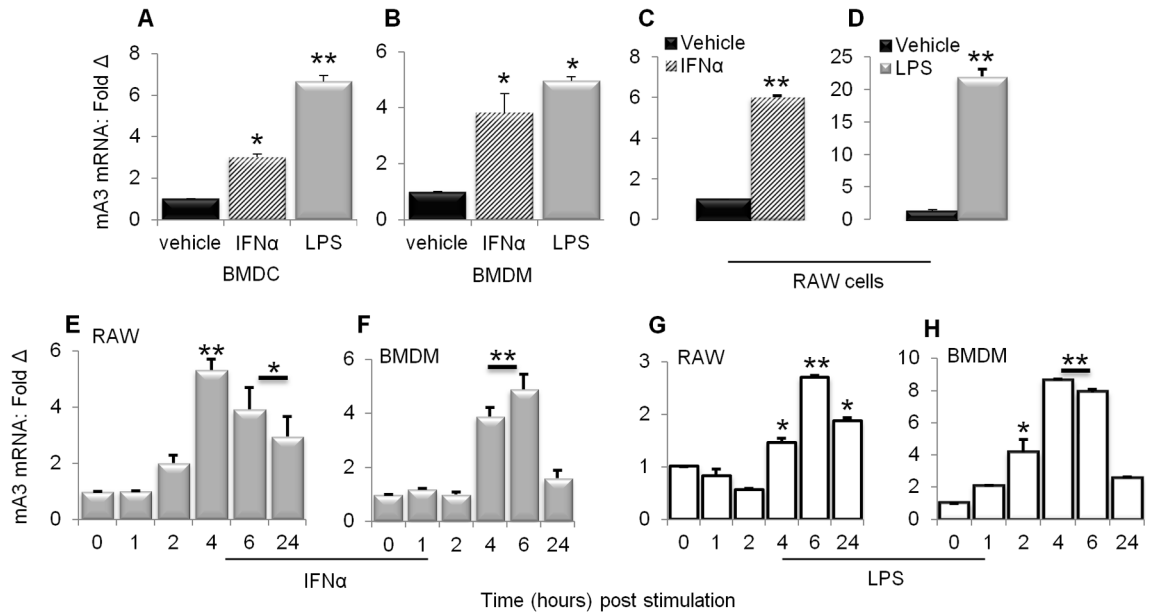 A
B
C
D
mA3 mRNA: Fold Δ
8
6
4
2
0
*
**
vehicle IFNα LPS
BMDC
6
4
2
0
*
*
vehicle IFNα LPS
BMDM
Vehicle
IFNα
8
6
4
2
0
**
Vehicle
LPS
25
20
15
10
5
0
**
RAW cells
E
RAW
mA3 mRNA: Fold Δ
6
4
2
0
**
*
0 1 2 4 6 24
F
BMDM
6
4
2
0
**
0 1 2 4 6 24
IFNα
G
RAW
3
2
1
0
*
**
*
0 1 2 4 6 24
H
BMDM
10
8
6
4
2
0
*
**
0 1 2 4 6 24
LPS
Time (hours) post stimulation